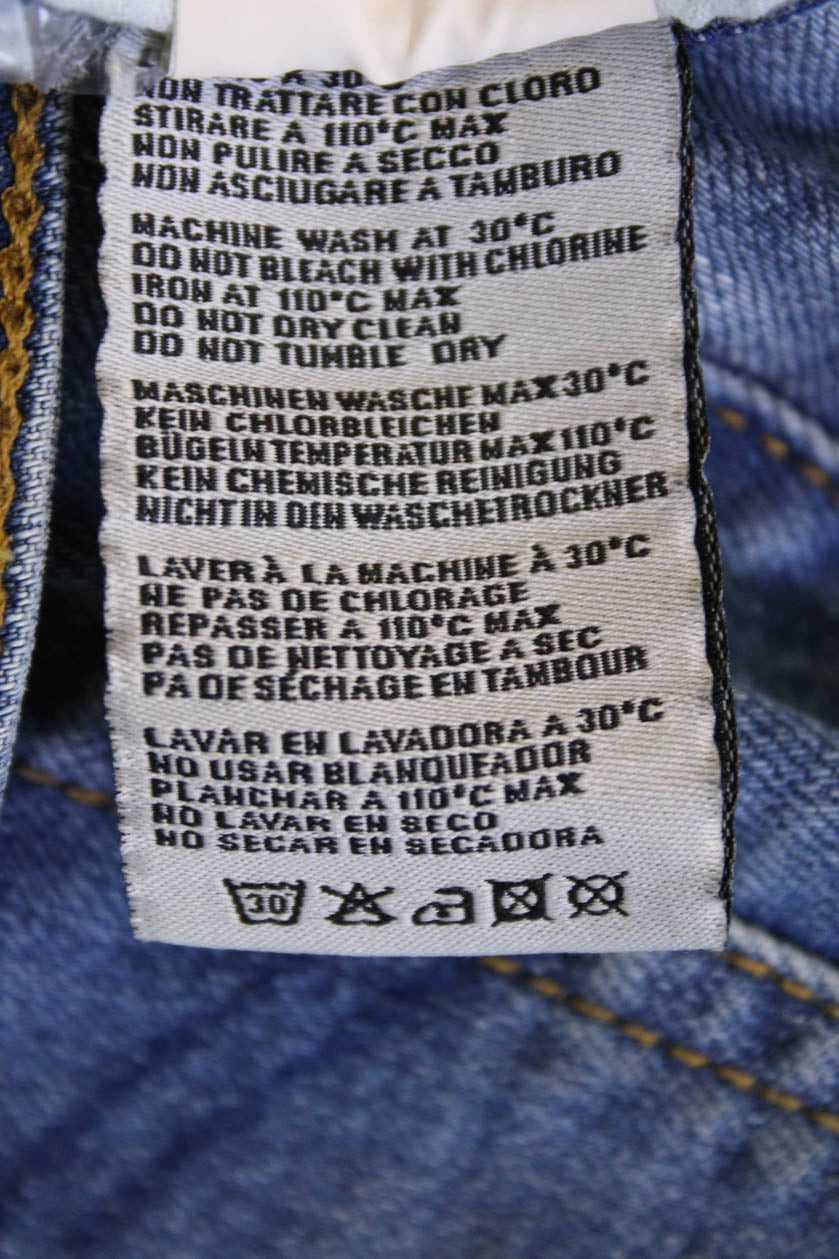 A 30
NON TRATTARE CON CLORO
STIRARE A 110°C MAX
NON PULIRE A SECCO
NON ASCIUGARE A TAMBURO
MACHINE WASH AT 30°C
DO NOT BLEACH WITH CHLORINE
IRON AT 110°C MAX
DO NOT DRY CLEAN
DO NOT TUMBLE DRY
MASCHINEN WASCHE MAX 30°C
KEIN CHLORBLEICHEN
BÜGELN TEMPERATUR MAX 110°C
KEIN CHEMISCHE REINIGUNG
NICHT IN DEN WASCHETROCKNER
LAVER À LA MACHINE À 30°C
NE PAS DE CHLORAGE
REPASSER A 110°C MAX
PAS DE NETTOYAGE A SEC
PA DE SÉCHAGE EN TAMBOUR
LAVAR EN LAVADORA A 30°C
NO USAR BLANQUEADOR
PLANCHAR A 110°C MAX
NO LAVAR EN SECO
NO SECAR EN SECADORA
30